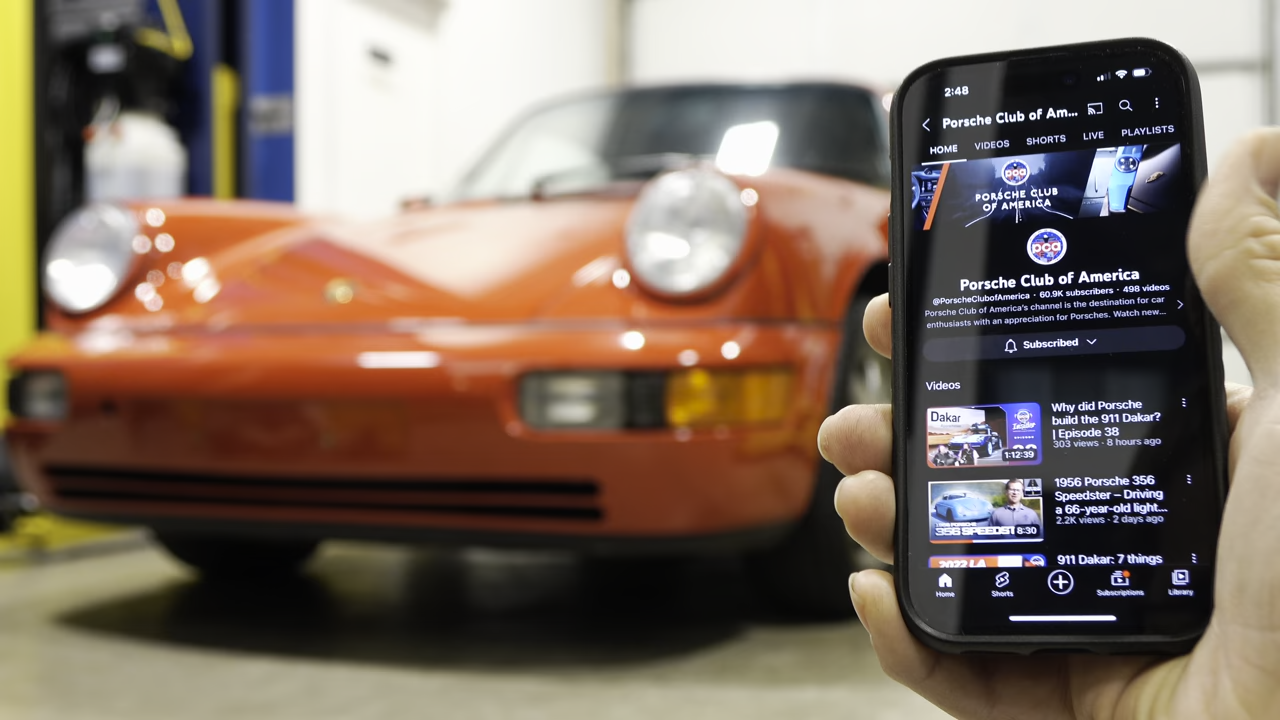 2:48
Porsche Club of Am...
HOME VIDEOS SHORTS LIVE PLAYLISTS
pca
PORSCHE CLUB
OF AMERICA
pca
Porsche Club of America
@PorscheClubofAmerica · 60.9K subscribers · 498 videos
Porsche Club of America's channel is the destination for car
enthusiasts with an appreciation for Porsches. Watch new...
Subscribed
Videos
Dakar
1:12:39
Why did Porsche
build the 911 Dakar?
| Episode 38
303 views · 8 hours ago
8:30
1956 Porsche 356
Speedster – Driving
a 66-year-old light...
2.2K views · 2 days ago
2022 LA
911 Dakar: 7 things
Home Shorts Subscriptions Library